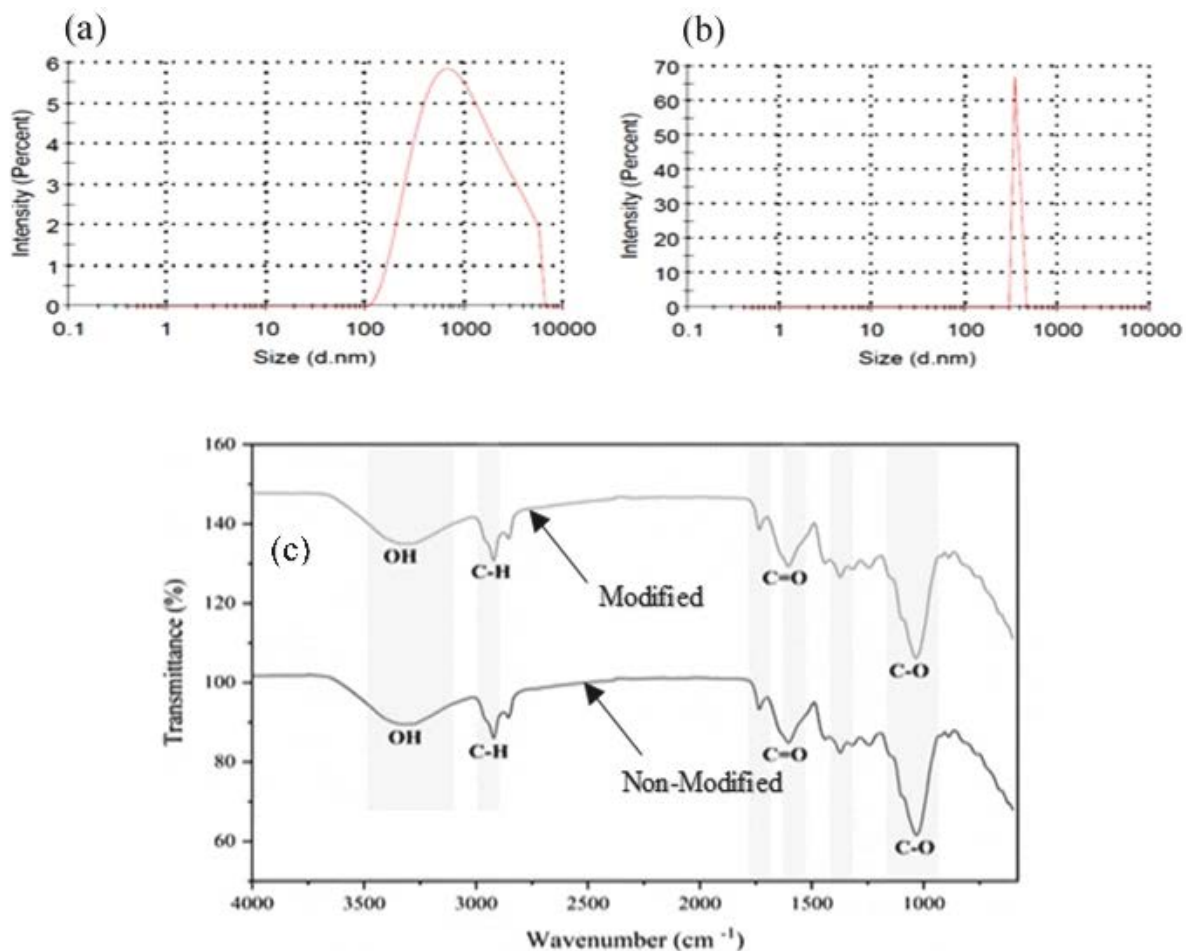 (a)
6
5
4
3
2
1
0
Intensity (Percent)
0.1 1 10 100 1000 10000
Size (d.nm)
(b)
70
60
50
40
30
20
10
0
Intensity (Percent)
0.1 1 10 100 1000 10000
Size (d.nm)
(c)
160
140
120
100
80
60
Transmittance (%)
OH
C-H
Modified
C=O
C-O
OH
C-H
Non-Modified
C=O
C-O
4000 3500 3000 2500 2000 1500 1000
Wavenumber (cm -1)